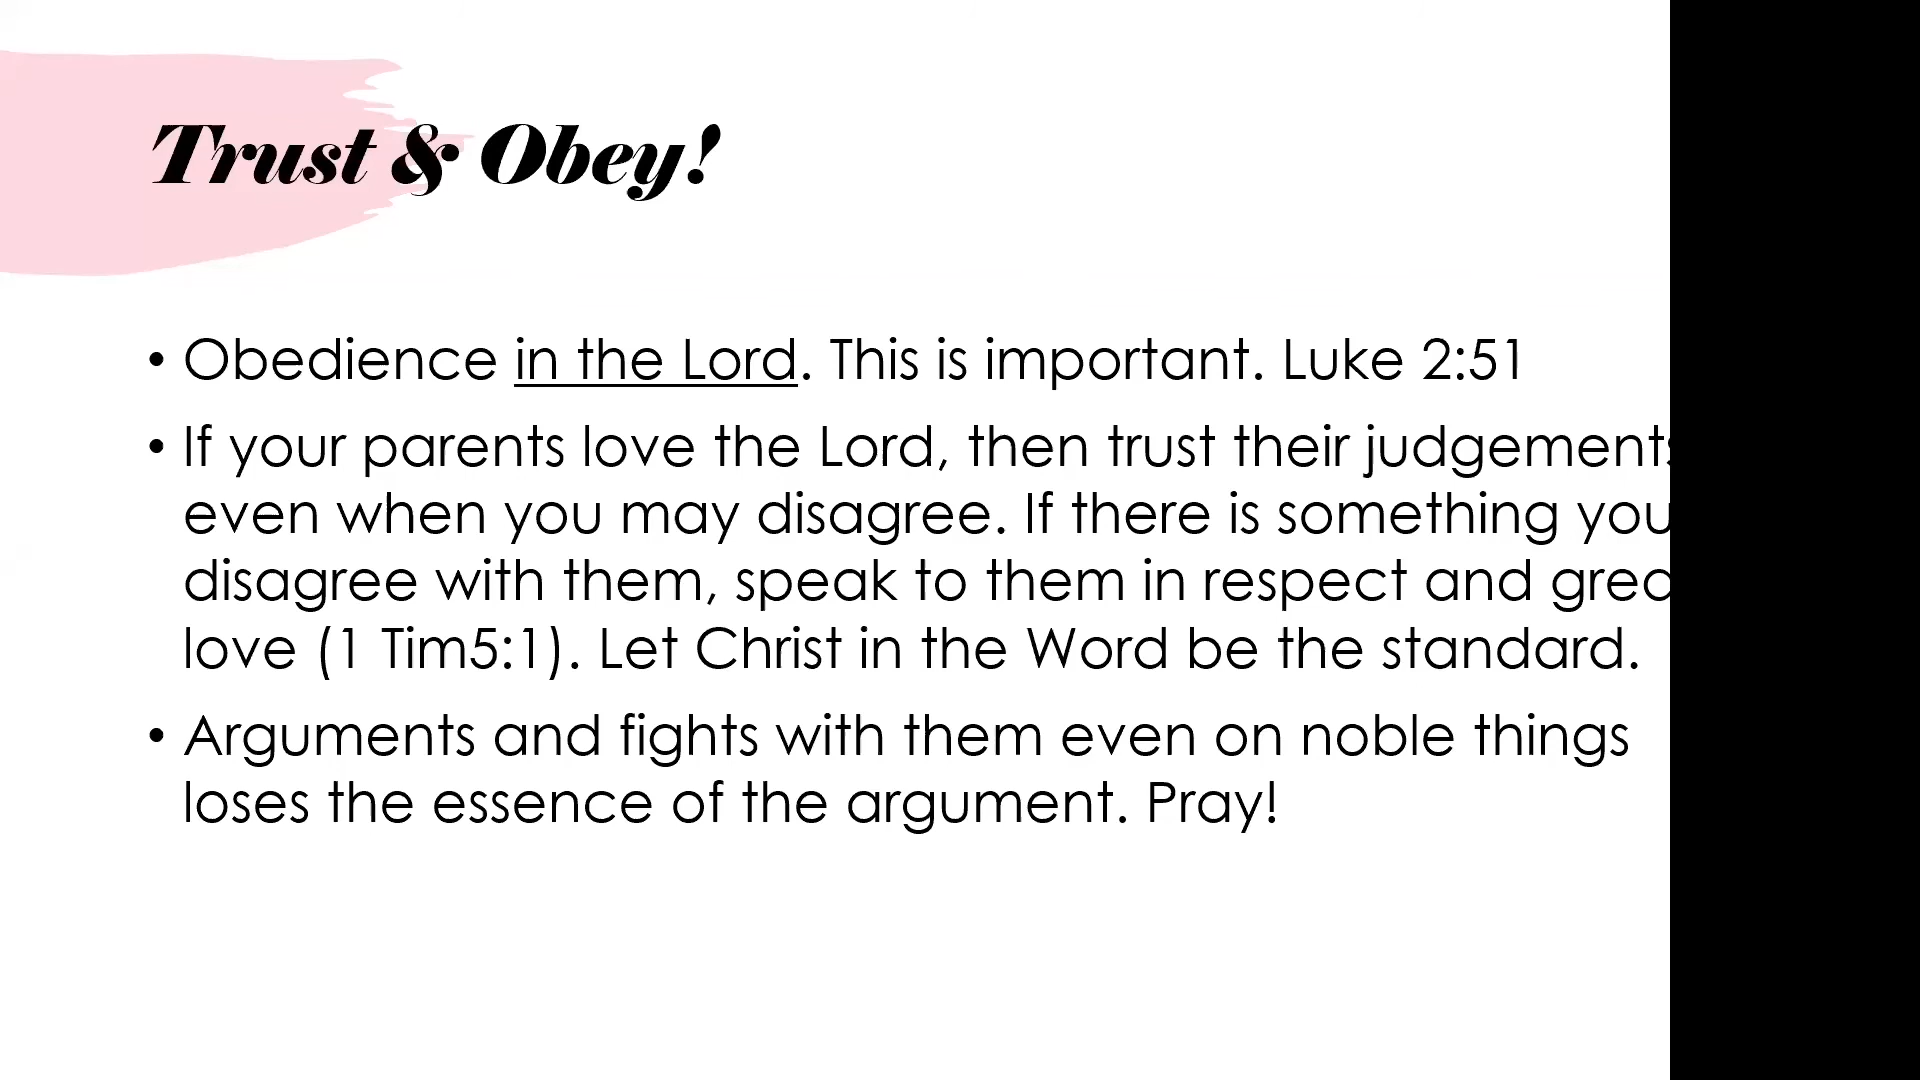 Trust & Obey!
• Obedience in the Lord. This is important. Luke 2:51
• If your parents love the Lord, then trust their judgements
even when you may disagree. If there is something you
disagree with them, speak to them in respect and
love (1 Tim5:1). Let Christ in the Word be the standard.
• Arguments and fights with them even on noble things
loses the essence of the argument. Pray!